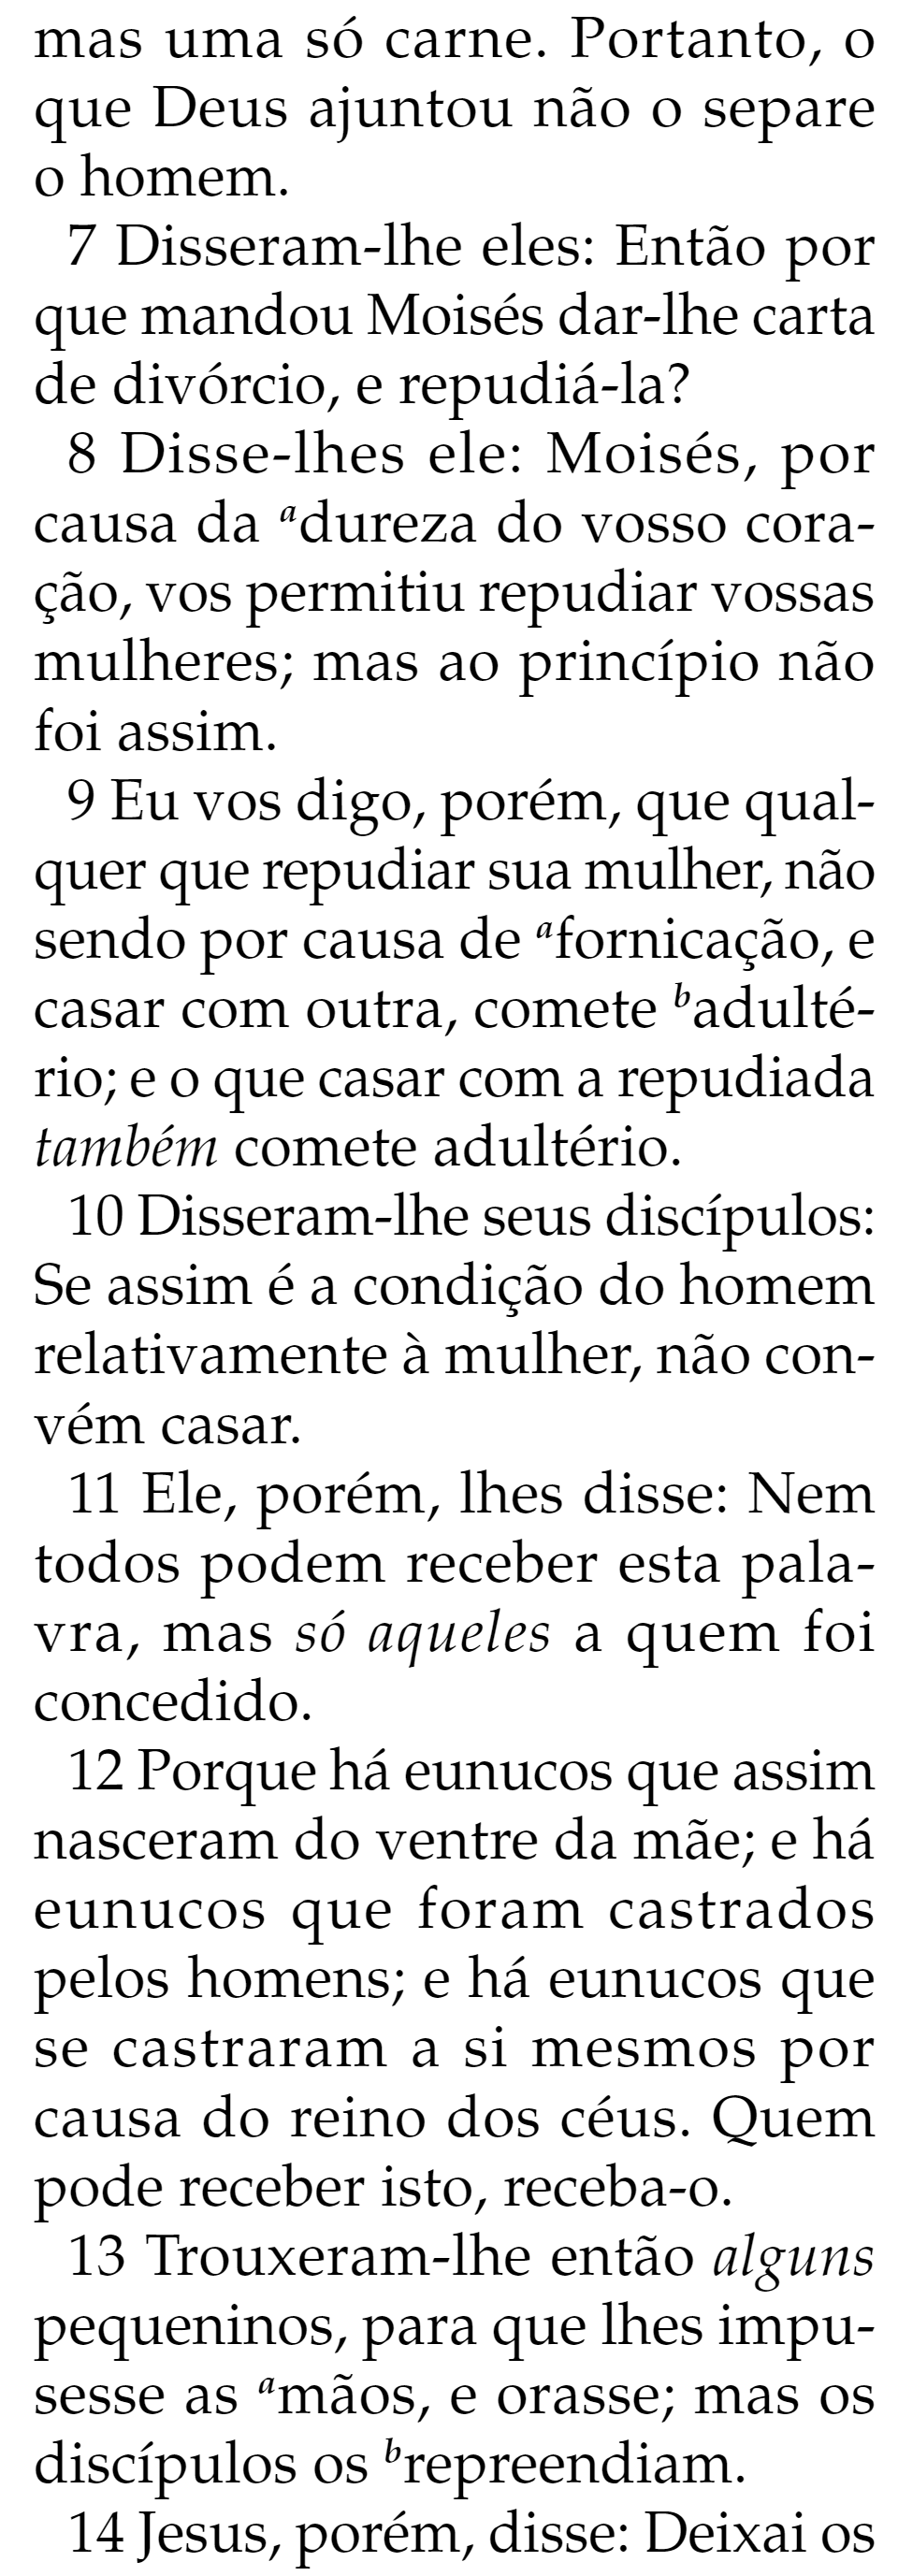 mas uma só carne. Portanto, o
que Deus ajuntou não o separe
o homem.
7 Disseram-lhe eles: Então por
que mandou Moisés dar-lhe carta
de divórcio, e repudiá-la?
8 Disse-lhes ele: Moisés, por
causa da adureza do vosso cora-
ção, vos permitiu repudiar vossas
mulheres; mas ao princípio não
foi assim.
9 Eu vos digo, porém, que qual-
quer que repudiar sua mulher, não
sendo por causa de afornicação, e
casar com outra, comete badulté-
rio; e o que casar com a repudiada
também comete adultério.
10 Disseram-lhe seus discípulos:
Se assim é a condição do homem
relativamente à mulher, não con-
vém casar.
11 Ele, porém, lhes disse: Nem
todos podem receber esta pala-
vra, mas só aqueles a quem foi
concedido.
12 Porque há eunucos que assim
nasceram do ventre da mãe; e há
eunucos que foram castrados
pelos homens; e há eunucos que
se castraram a si mesmos por
causa do reino dos céus. Quem
pode receber isto, receba-o.
13 Trouxeram-lhe então alguns
pequeninos, para que lhes impu-
sesse as amãos, e orasse; mas os
discípulos os brepreendiam.
14 Jesus, porém, disse: Deixai os